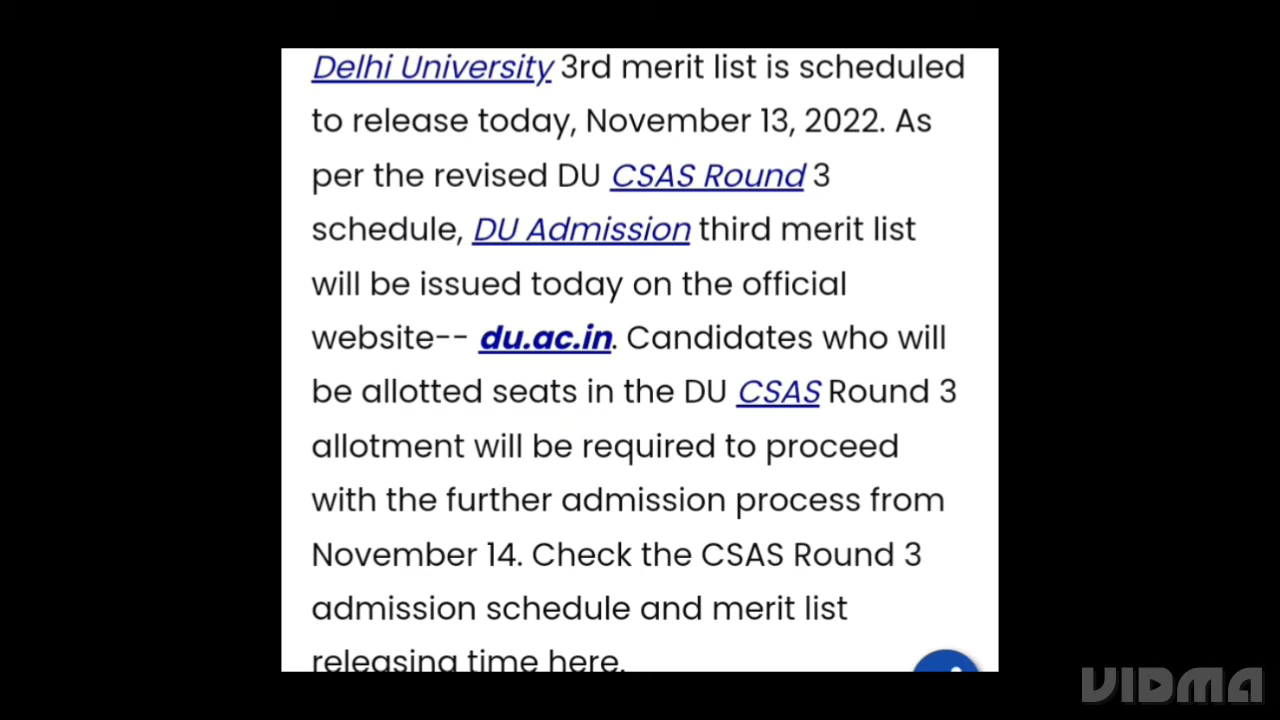 Delhi University 3rd merit list is scheduled
to release today, November 13, 2022. As
per the revised DU CSAS Round 3
schedule, DU Admission third merit list
will be issued today on the official
website-- du.ac.in. Candidates who will
be allotted seats in the DU CSAS Round 3
allotment will be required to proceed
with the further admission process from
November 14. Check the CSAS Round 3
admission schedule and merit list
releasing time here.
VIDMA